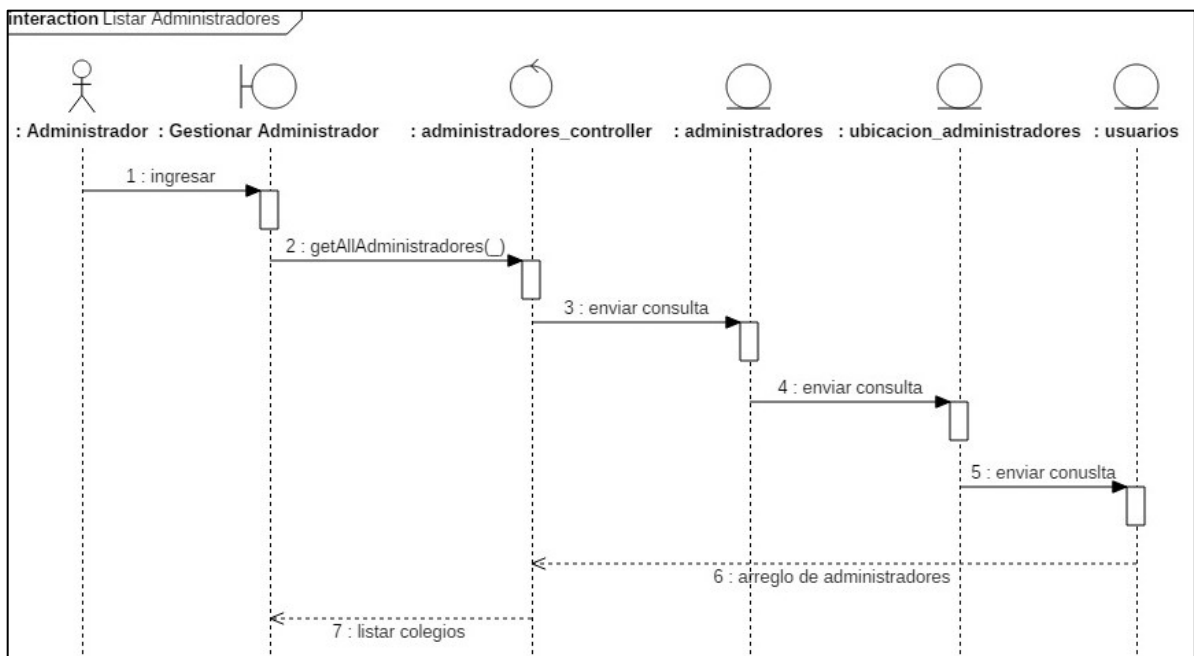 interaction Listar Administradores
: Administrador : Gestionar Administrador : administradores_controller : administradores : ubicacion_administradores : usuarios
1 : ingresar
2 : getAllAdministradores(_)
3 : enviar consulta
4 : enviar consulta
5 : enviar conuslta
6 : arreglo de administradores
7 : listar colegios